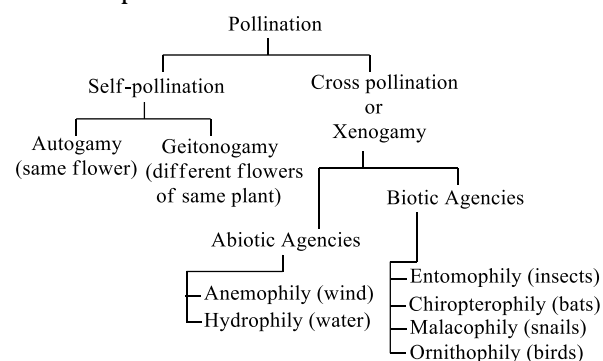 Pollination
Self-pollination
Cross pollination
or
Xenogamy
Autogamy
(same flower)
Geitonogamy
(different flowers
of same plant)
Biotic Agencies
Abiotic Agencies
Anemophily (wind)
Hydrophily (water)
Entomophily (insects)
Chiropterophily (bats)
Malacophily (snails)
Ornithophily (birds)